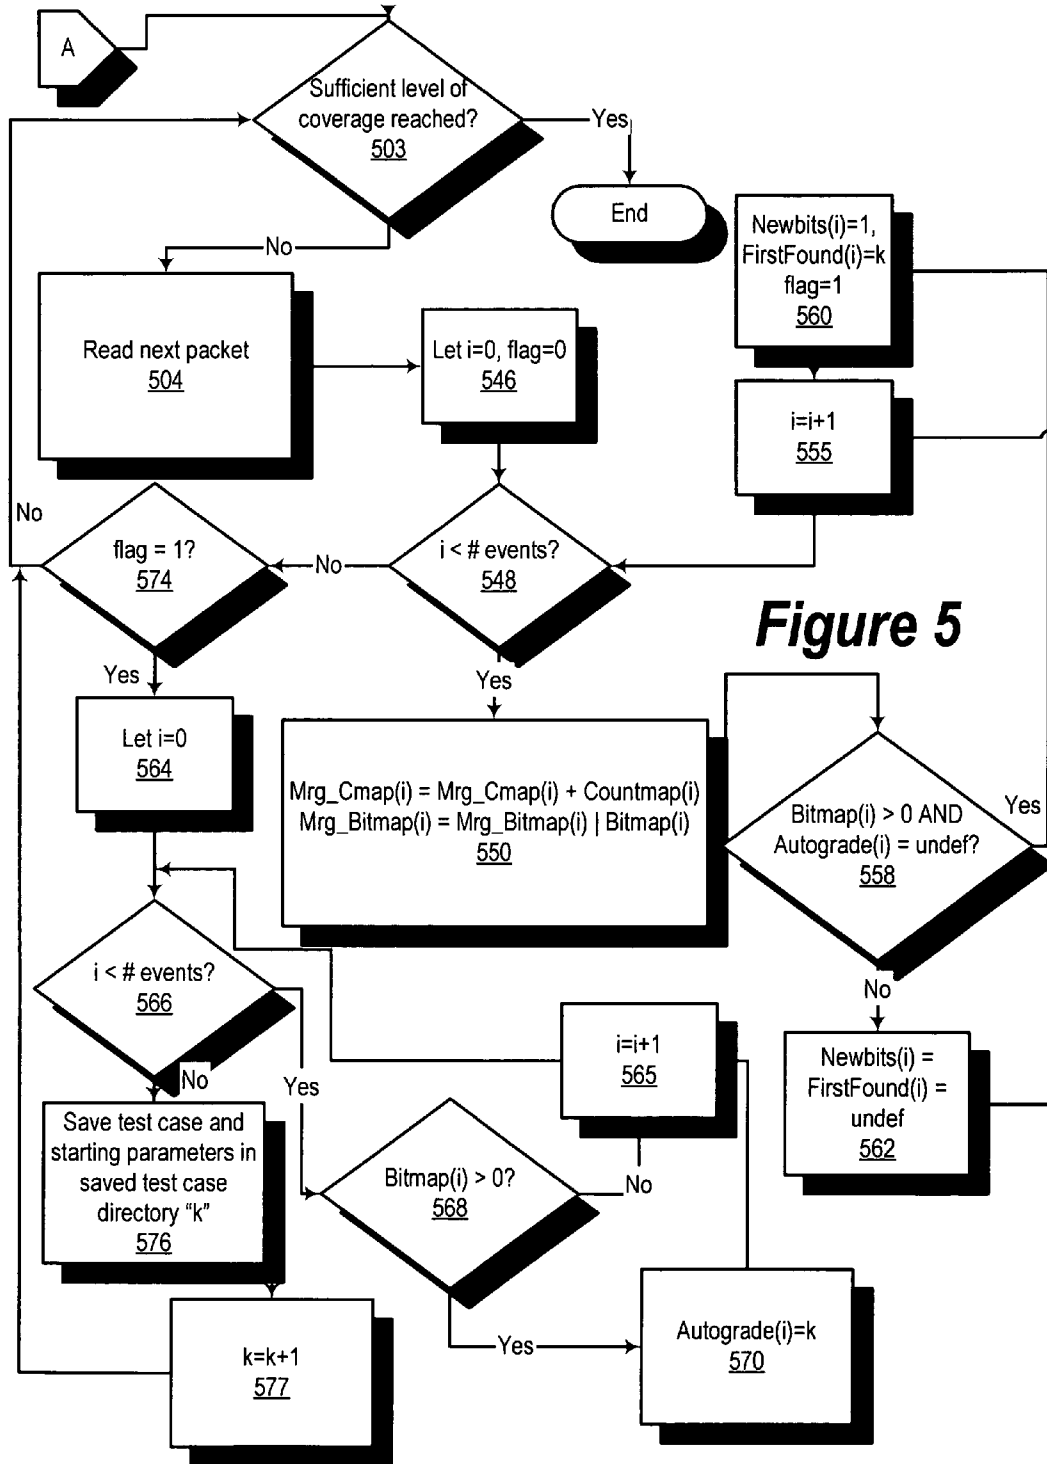 A
Sufficient level of
coverage reached?
503
Yes
End
No
Newbits(i)=1,
FirstFound(i)=k
flag=1
560
Read next packet
504
Let i=0, flag=0
546
i=i+1
555
No
flag = 1?
574
No
i < # events?
548
Figure 5
Yes
Yes
Let i=0
564
Mrg_Cmap(i) = Mrg_Cmap(i) + Countmap(i)
Mrg_Bitmap(i) = Mrg_Bitmap(i) | Bitmap(i)
550
Bitmap(i) > 0 AND
Autograde(i) = undef?
558
Yes
No
i < # events?
566
No
Yes
i=i+1
565
Newbits(i) =
FirstFound(i) =
undef
562
Save test case and
starting parameters in
saved test case
directory “k”
576
Bitmap(i) > 0?
568
No
Yes
k=k+1
577
Autograde(i)=k
570